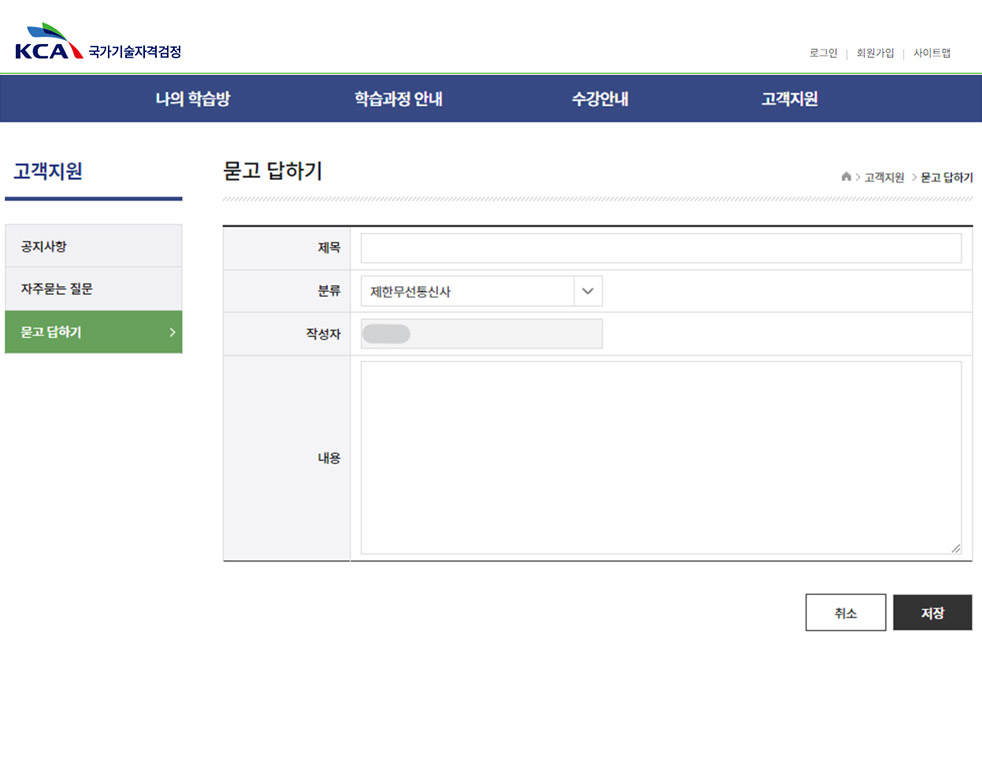 KCA 국가기술자격검정
로그인 | 회원가입 | 사이트맵
나의 학습방 학습과정 안내 수강안내 고객지원
고객지원
공지사항
자주묻는 질문
묻고 답하기
묻고 답하기
> 고객지원 > 묻고 답하기
제목
분류 제한무선통신사
작성자
내용
취소 저장